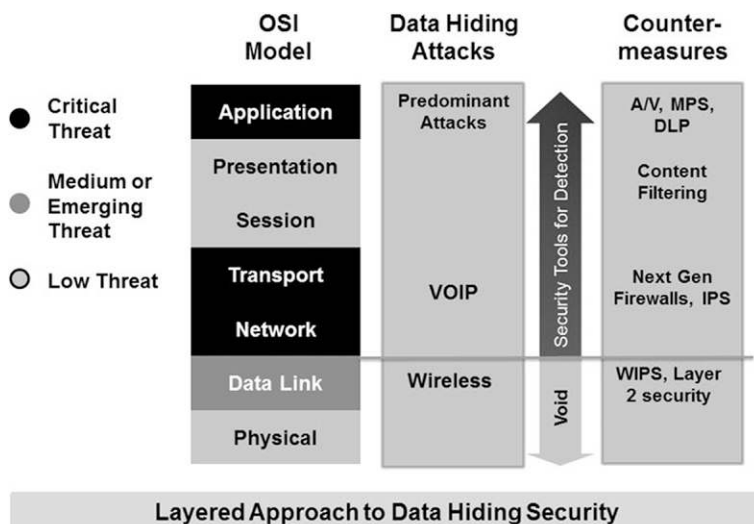 OSI
Model
Data Hiding
Attacks
Counter-
measures
Critical
Threat
Medium or
Emerging
Threat
Low Threat
Application
Presentation
Session
Transport
Network
Data Link
Physical
Predominant
Attacks
VOIP
Wireless
Security Tools for Detection
Void
A/V, MPS,
DLP
Content
Filtering
Next Gen
Firewalls, IPS
WIPS, Layer
2 security
Layered Approach to Data Hiding Security